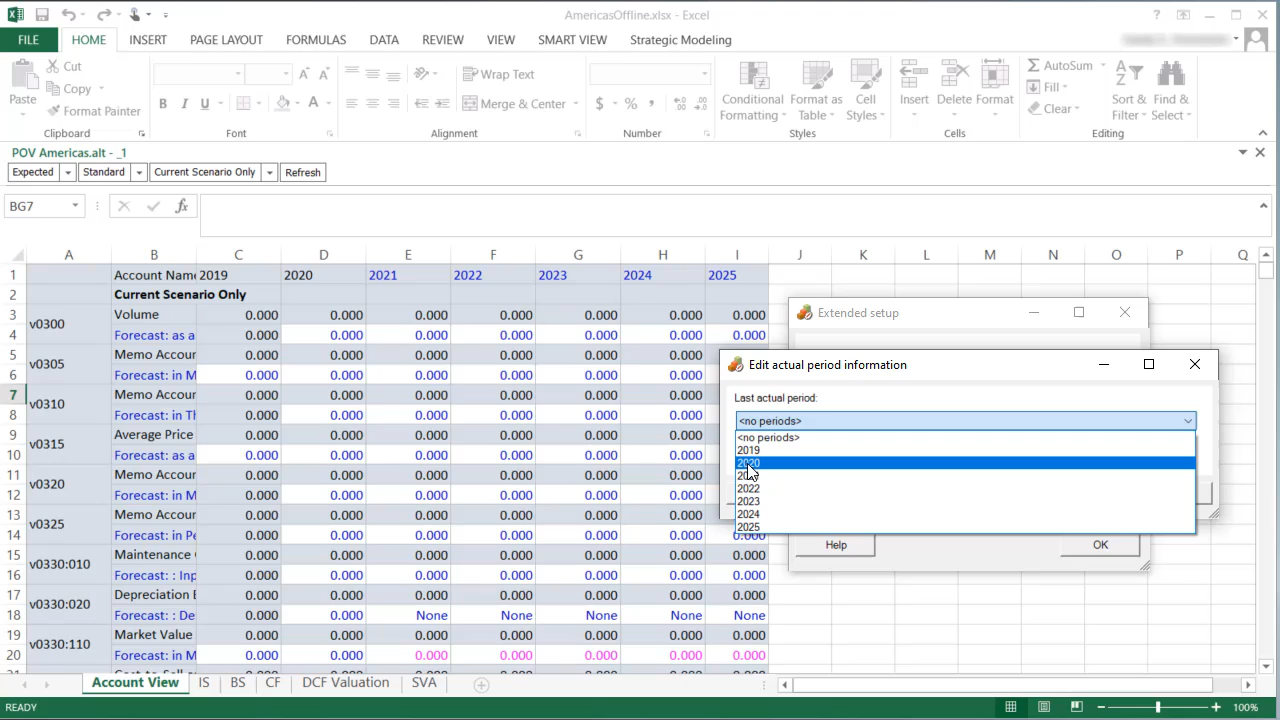 AmericasOffline.xlsx - Excel
FILE HOME INSERT PAGE LAYOUT FORMULAS DATA REVIEW VIEW SMART VIEW Strategic Modeling
Paste
Cut
Copy
Format Painter
Clipboard
B I U A
Font
Wrap Text
Merge & Center
Alignment
$ % ,
Number
Conditional Formatting
Format as Table
Cell Styles
Styles
Insert Delete Format
Cells
AutoSum
Fill
Clear
Sort & Filter
Find & Select
Editing
POV Americas.alt - _1
Expected Standard Current Scenario Only Refresh
BG7 fx
A B C D E F G H I J K L M N O P Q
1 Account Name 2019 2020 2021 2022 2023 2024 2025
2 Current Scenario Only
3 v0300 Volume 0.000 0.000 0.000 0.000 0.000 0.000 0.000
4 Forecast: as a 0.000 0.000 0.000 0.000 0.000 0.000 0.000
5 v0305 Memo Accour 0.000 0.000 0.000 0.000 0.000 0.000 0.000
6 Forecast: in M 0.000 0.000 0.000 0.000 0.000 0.000 0.000
7 v0310 Memo Accour 0.000 0.000 0.000 0.000 0.000 0.000
8 Forecast: in Th 0.000 0.000 0.000 0.000 0.000 0.000
9 v0315 Average Price 0.000 0.000 0.000 0.000 0.000 0.000
10 Forecast: as a 0.000 0.000 0.000 0.000 0.000 0.000
11 v0320 Memo Accour 0.000 0.000 0.000 0.000 0.000 0.000
12 Forecast: in M 0.000 0.000 0.000 0.000 0.000 0.000
13 v0325 Memo Accour 0.000 0.000 0.000 0.000 0.000 0.000
14 Forecast: in Pe 0.000 0.000 0.000 0.000 0.000 0.000 0.000
15 v0330:010 Maintenance 0.000 0.000 0.000 0.000 0.000 0.000 0.000
16 Forecast: : Inp 0.000 0.000 0.000 0.000 0.000 0.000 0.000
17 v0330:020 Depreciation E 0.000 0.000 0.000 0.000 0.000 0.000 0.000
18 Forecast: : De 0.000 0.000 None None None None None
19 v0330:110 Market Value 0.000 0.000 0.000 0.000 0.000 0.000 0.000
20 Forecast: in M 0.000 0.000 0.000 0.000 0.000 0.000 0.000
Extended setup
Edit actual period information
Last actual period:
<no periods>
<no periods>
2019
2020
2022
2023
2024
2025
Help OK
Account View IS BS CF DCF Valuation SVA
READY 100%